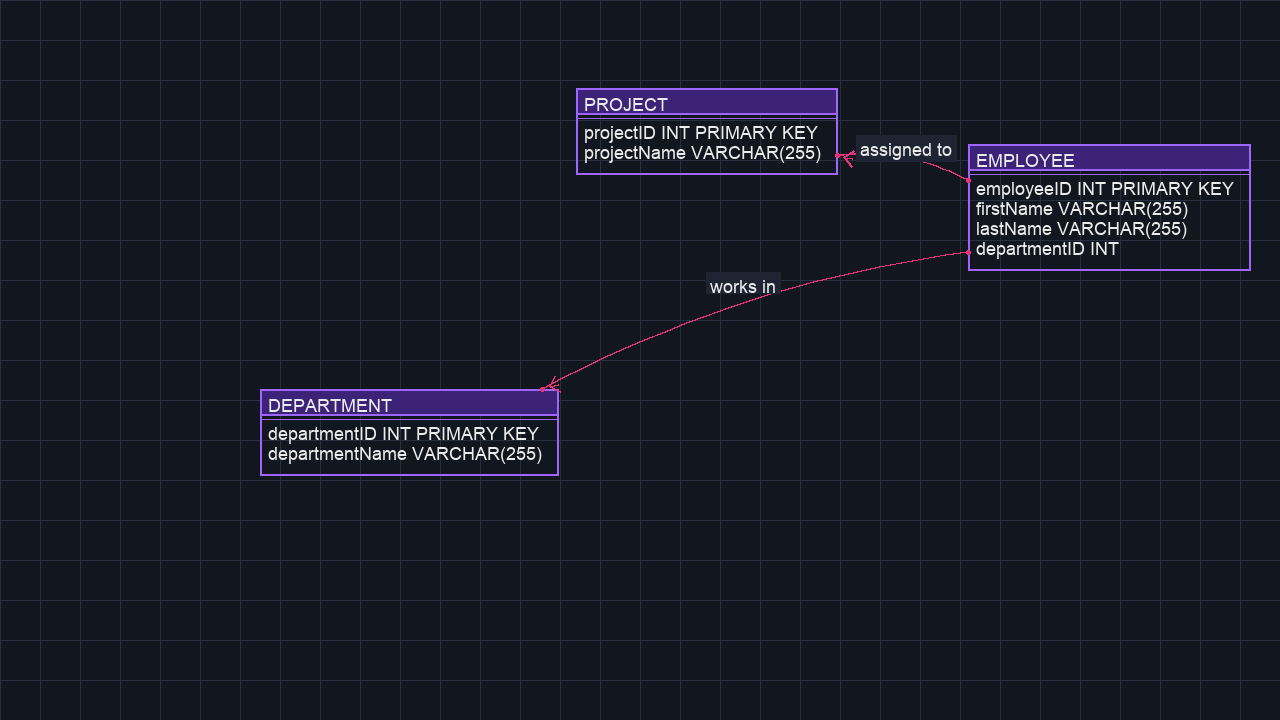 PROJECT
projectID INT PRIMARY KEY
projectName VARCHAR(255)
assigned to
EMPLOYEE
employeeID INT PRIMARY KEY
firstName VARCHAR(255)
lastName VARCHAR(255)
departmentID INT
works in
DEPARTMENT
departmentID INT PRIMARY KEY
departmentName VARCHAR(255)